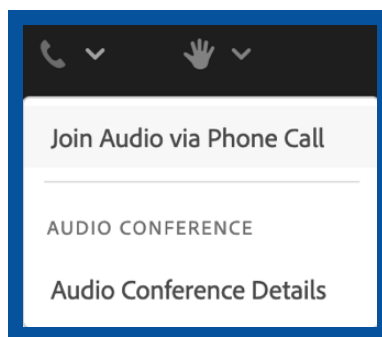 Join Audio via Phone Call
AUDIO CONFERENCE
Audio Conference Details